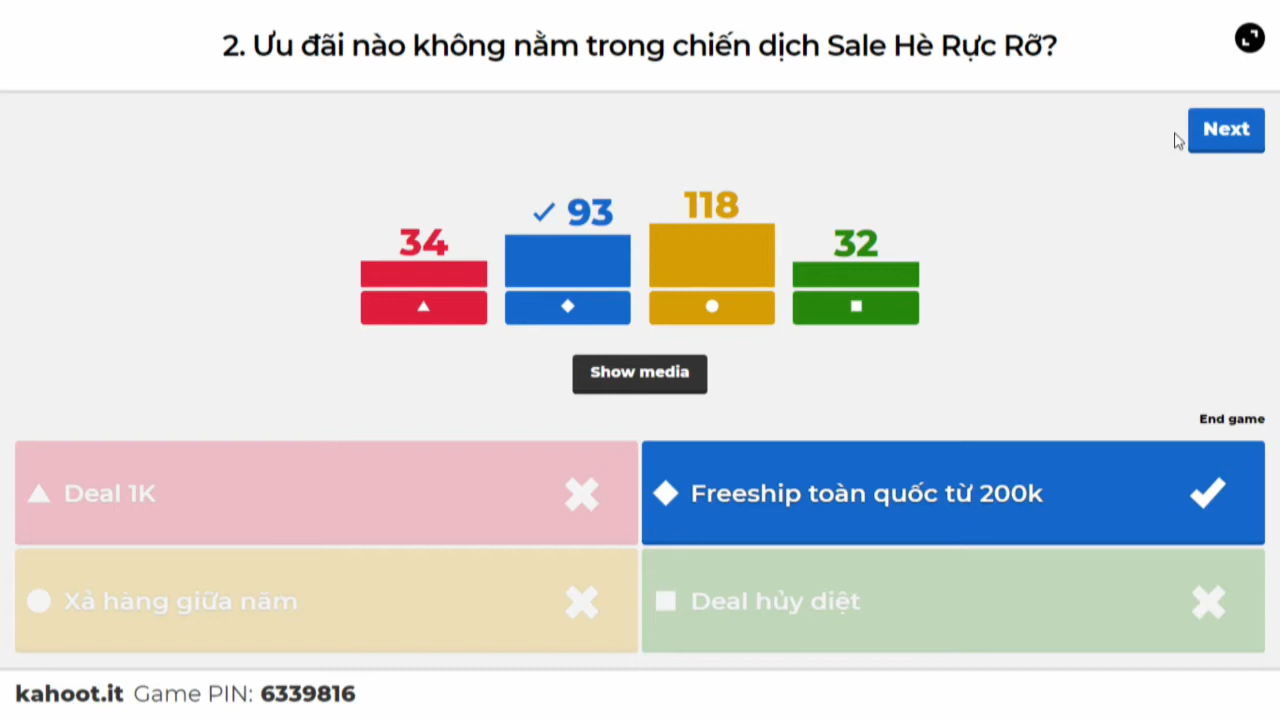 2. Ưu đãi nào không nằm trong chiến dịch Sale Hè Rực Rỡ?
Next
34
93
118
32
Show media
End game
Deal 1K
Freeship toàn quốc từ 200k
Xả hàng giữa năm
Deal hủy diệt
kahoot.it Game PIN: 6339816